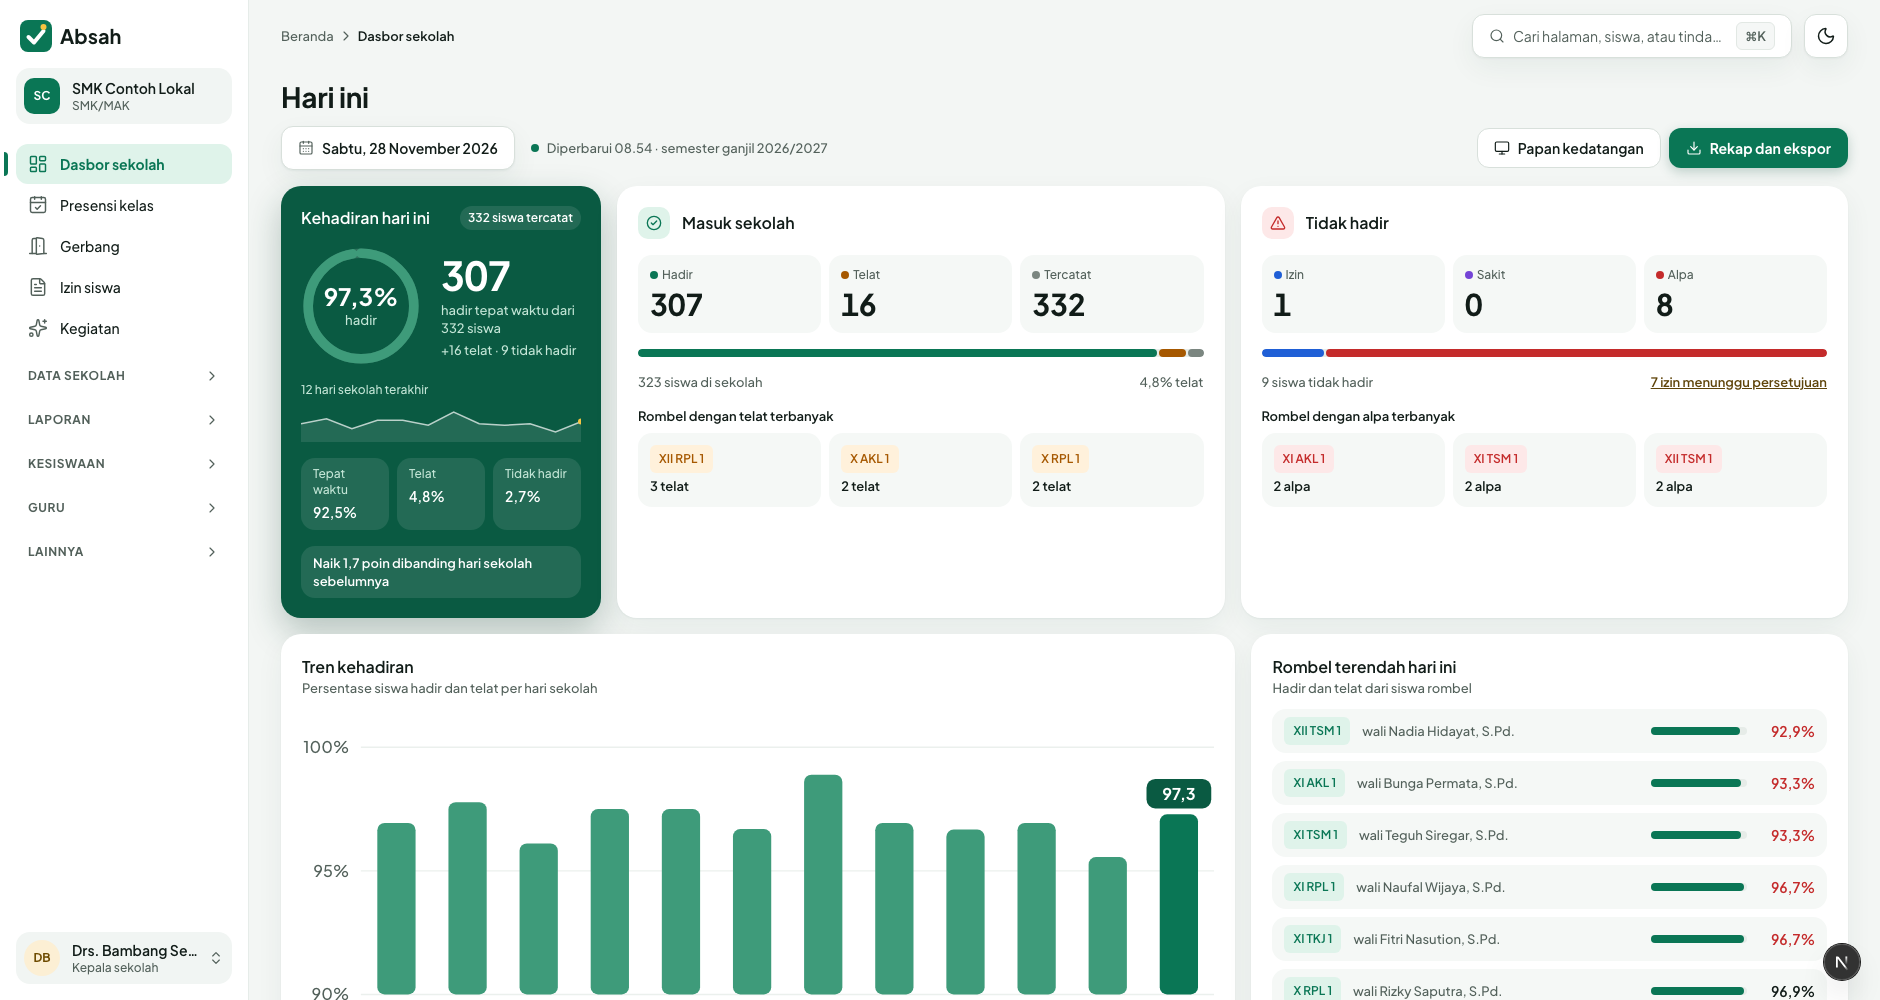 Absah
SC
SMK Contoh Lokal
SMK/MAK
Dasbor sekolah
Presensi kelas
Gerbang
Izin siswa
Kegiatan
DATA SEKOLAH
LAPORAN
KESISWAAN
GURU
LAINNYA
DB
Drs. Bambang Se...
Kepala sekolah
Beranda
Dasbor sekolah
Cari halaman, siswa, atau tinda...
⌘K
Hari ini
Sabtu, 28 November 2026
Diperbarui 08.54 · semester ganjil 2026/2027
Papan kedatangan
Rekap dan ekspor
Kehadiran hari ini
332 siswa tercatat
97,3%
hadir
307
hadir tepat waktu dari
332 siswa
+16 telat · 9 tidak hadir
12 hari sekolah terakhir
Tepat
waktu
92,5%
Telat
4,8%
Tidak hadir
2,7%
Naik 1,7 poin dibanding hari sekolah
sebelumnya
Masuk sekolah
Hadir
307
Telat
16
Tercatat
332
323 siswa di sekolah
4,8% telat
Rombel dengan telat terbanyak
XII RPL 1
3 telat
X AKL 1
2 telat
X RPL 1
2 telat
Tidak hadir
Izin
1
Sakit
0
Alpa
8
9 siswa tidak hadir
7 izin menunggu persetujuan
Rombel dengan alpa terbanyak
XI AKL 1
2 alpa
XI TSM 1
2 alpa
XII TSM 1
2 alpa
Tren kehadiran
Persentase siswa hadir dan telat per hari sekolah
100%
95%
90%
97,3
Rombel terendah hari ini
Hadir dan telat dari siswa rombel
XII TSM 1 wali Nadia Hidayat, S.Pd. 92,9%
XI AKL 1 wali Bunga Permata, S.Pd. 93,3%
XI TSM 1 wali Teguh Siregar, S.Pd. 93,3%
XI RPL 1 wali Naufal Wijaya, S.Pd. 96,7%
XI TKJ 1 wali Fitri Nasution, S.Pd. 96,7%
X RPL 1 wali Rizky Saputra, S.Pd. 96,9%
N